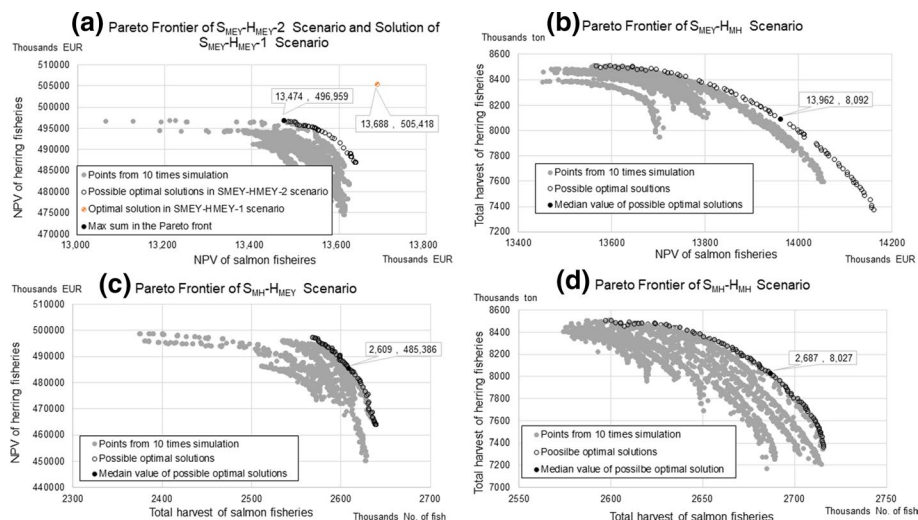 (a) Pareto Frontier of SMEY-HMEY-2 Scenario and Solution of
SMEY-HMEY-1 Scenario
Thousands EUR
510000
505000
500000
495000
490000
485000
480000
475000
470000
NPV of herring fisheries
13,474 , 496,959
13,688 , 505,418
Points from 10 times simulation
Possible optimal solutions in SMEY-HMEY-2 scenario
Optimal solution in SMEY-HMEY-1 scenario
Max sum in the Pareto front
13,000 13,200 13,400 13,600 13,800
NPV of salmon fisheires
Thousands EUR
(b) Pareto Frontier of SMEY-HMH Scenario
Thousands ton
8600
8400
8200
8000
7800
7600
7400
7200
Total harvest of herring fisheries
13,962 , 8,092
Points from 10 times simulation
Possible optimal soultions
Median value of possible optimal solutions
13400 13600 13800 14000 14200
NPV of salmon fisheries
Thousands EUR
(c) Pareto Frontier of SMH-HMEY Scenario
Thousands EUR
510000
500000
490000
480000
470000
460000
450000
440000
NPV of herring fisheries
2,609 , 485,386
Points from 10 times simulation
Possible optimal solutions
Medain value of possible optimal solutions
2300 2400 2500 2600 2700
Total harvest of salmon fisheries
Thousands No. of fish
(d) Pareto Frontier of SMH-HMH Scenario
Thousands ton
8600
8400
8200
8000
7800
7600
7400
7200
7000
Total harvest of herring fisheries
2,687 , 8,027
Points from 10 times simulation
Poosilbe optimal solutions
Median value of possilbe optimal solution
2550 2600 2650 2700 2750
Total harvest of salmon fisheries
Thousands No. of fish